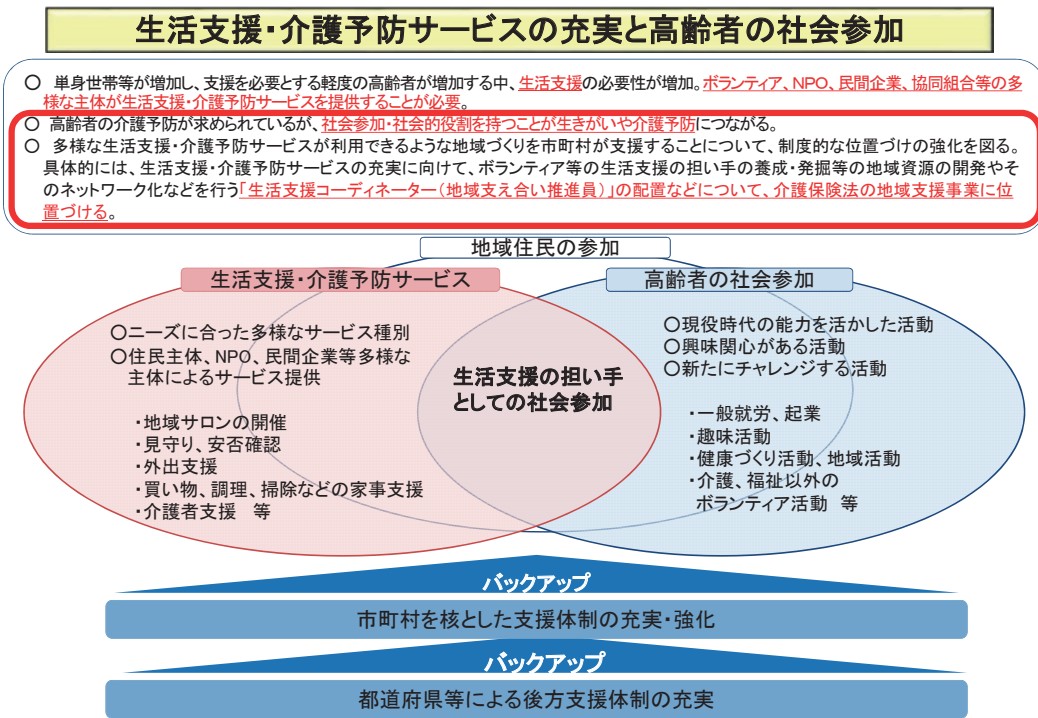 生活支援・介護予防サービスの充実と高齢者の社会参加
○ 単身世帯等が増加し、支援を必要とする軽度の高齢者が増加する中、生活支援の必要性が増加。ボランティア、NPO、民間企業、協同組合等の多
様な主体が生活支援・介護予防サービスを提供することが必要。
○ 高齢者の介護予防が求められているが、社会参加・社会的役割を持つことが生きがいや介護予防につながる。
○ 多様な生活支援・介護予防サービスが利用できるような地域づくりを市町村が支援することについて、制度的な位置づけの強化を図る。
具体的には、生活支援・介護予防サービスの充実に向けて、ボランティア等の生活支援の担い手の養成・発掘等の地域資源の開発やそ
のネットワーク化などを行う「生活支援コーディネーター（地域支え合い推進員）」の配置などについて、介護保険法の地域支援事業に位
置づける。
地域住民の参加
生活支援・介護予防サービス
○ニーズに合った多様なサービス種別
○住民主体、NPO、民間企業等多様な
主体によるサービス提供
・地域サロンの開催
・見守り、安否確認
・外出支援
・買い物、調理、掃除などの家事支援
・介護者支援 等
生活支援の担い手
としての社会参加
高齢者の社会参加
○現役時代の能力を活かした活動
○興味関心がある活動
○新たにチャレンジする活動
・一般就労、起業
・趣味活動
・健康づくり活動、地域活動
・介護、福祉以外の
ボランティア活動 等
バックアップ
市町村を核とした支援体制の充実・強化
バックアップ
都道府県等による後方支援体制の充実